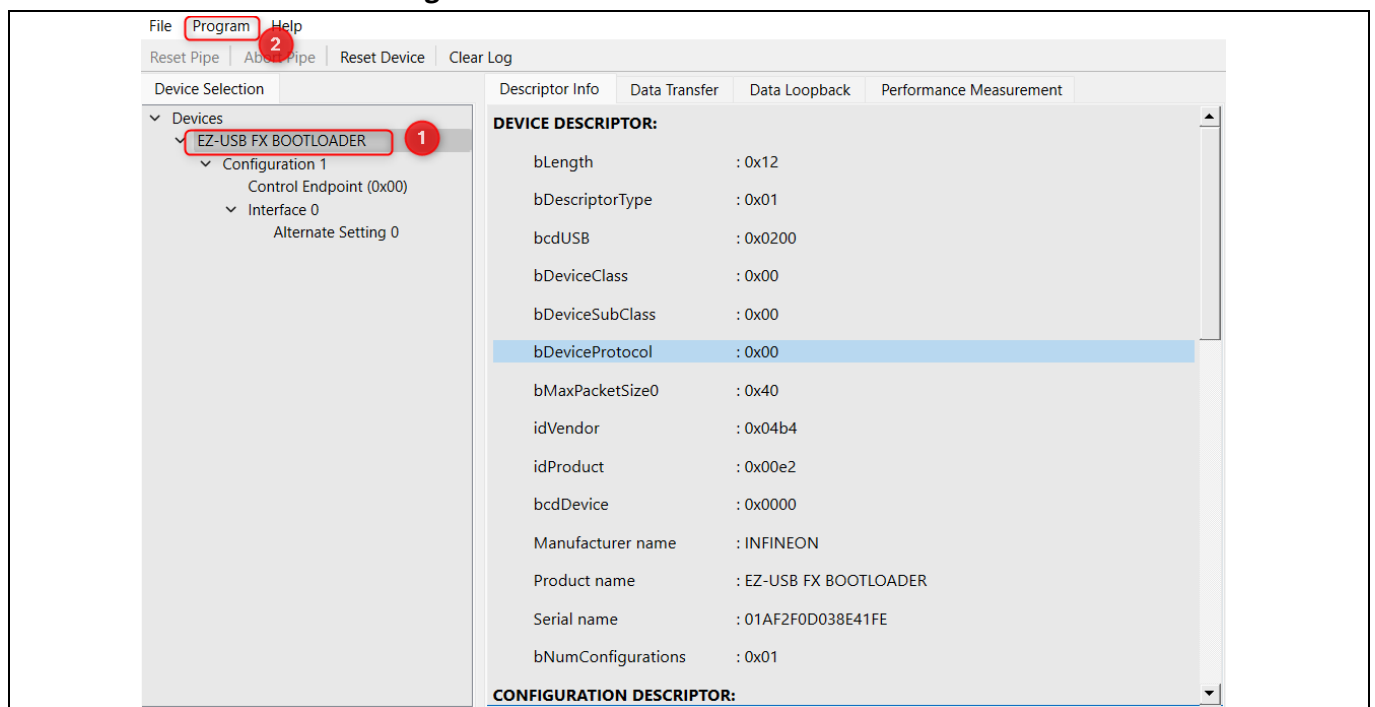 File Program Help
2
Reset Pipe Abort Pipe Reset Device Clear Log
Device Selection
Descriptor Info Data Transfer Data Loopback Performance Measurement
Devices
EZ-USB FX BOOTLOADER
1
Configuration 1
Control Endpoint (0x00)
Interface 0
Alternate Setting 0
DEVICE DESCRIPTOR:
bLength : 0x12
bDescriptorType : 0x01
bcdUSB : 0x0200
bDeviceClass : 0x00
bDeviceSubClass : 0x00
bDeviceProtocol : 0x00
bMaxPacketSize0 : 0x40
idVendor : 0x04b4
idProduct : 0x00e2
bcdDevice : 0x0000
Manufacturer name : INFINEON
Product name : EZ-USB FX BOOTLOADER
Serial name : 01AF2F0D038E41FE
bNumConfigurations : 0x01
CONFIGURATION DESCRIPTOR: